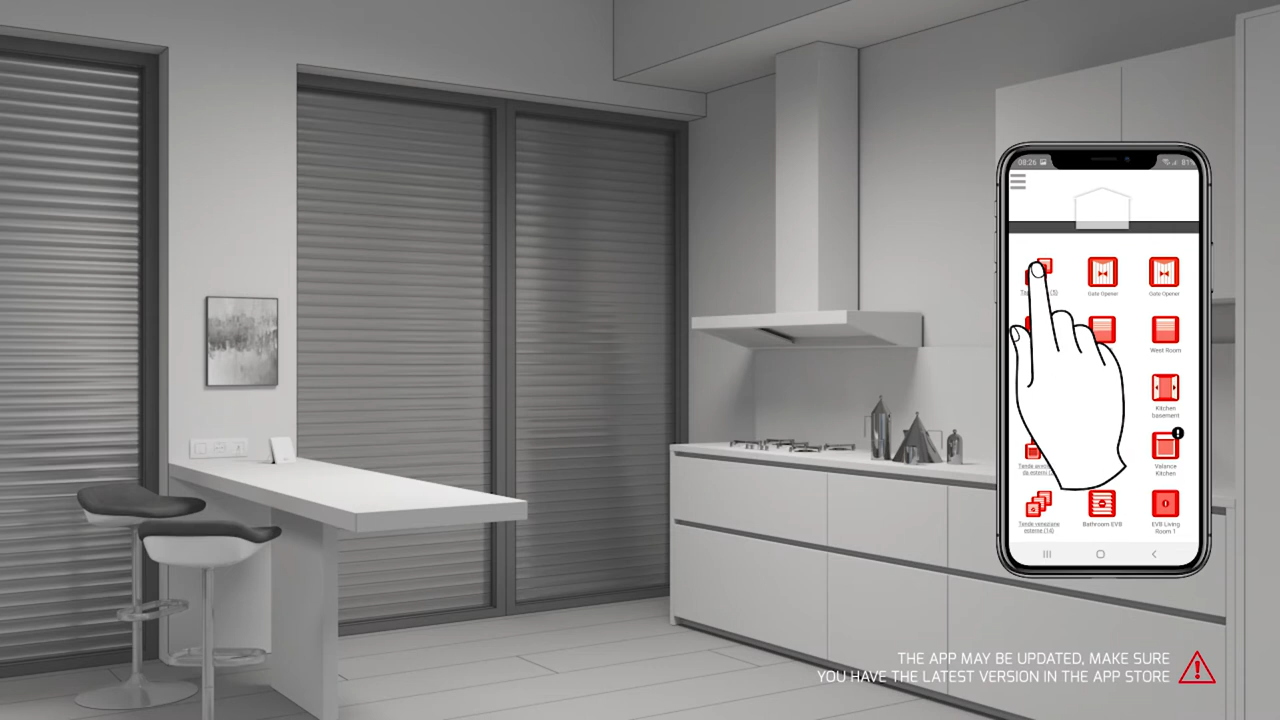 08:26
81%
(5)
Gate Opener
Gate Opener
West Room
Kitchen
basement
Valance
Kitchen
Tende veneziane
esterne (14)
Bathroom EVB
EVB Living
Room 1
THE APP MAY BE UPDATED, MAKE SURE
YOU HAVE THE LATEST VERSION IN THE APP STORE